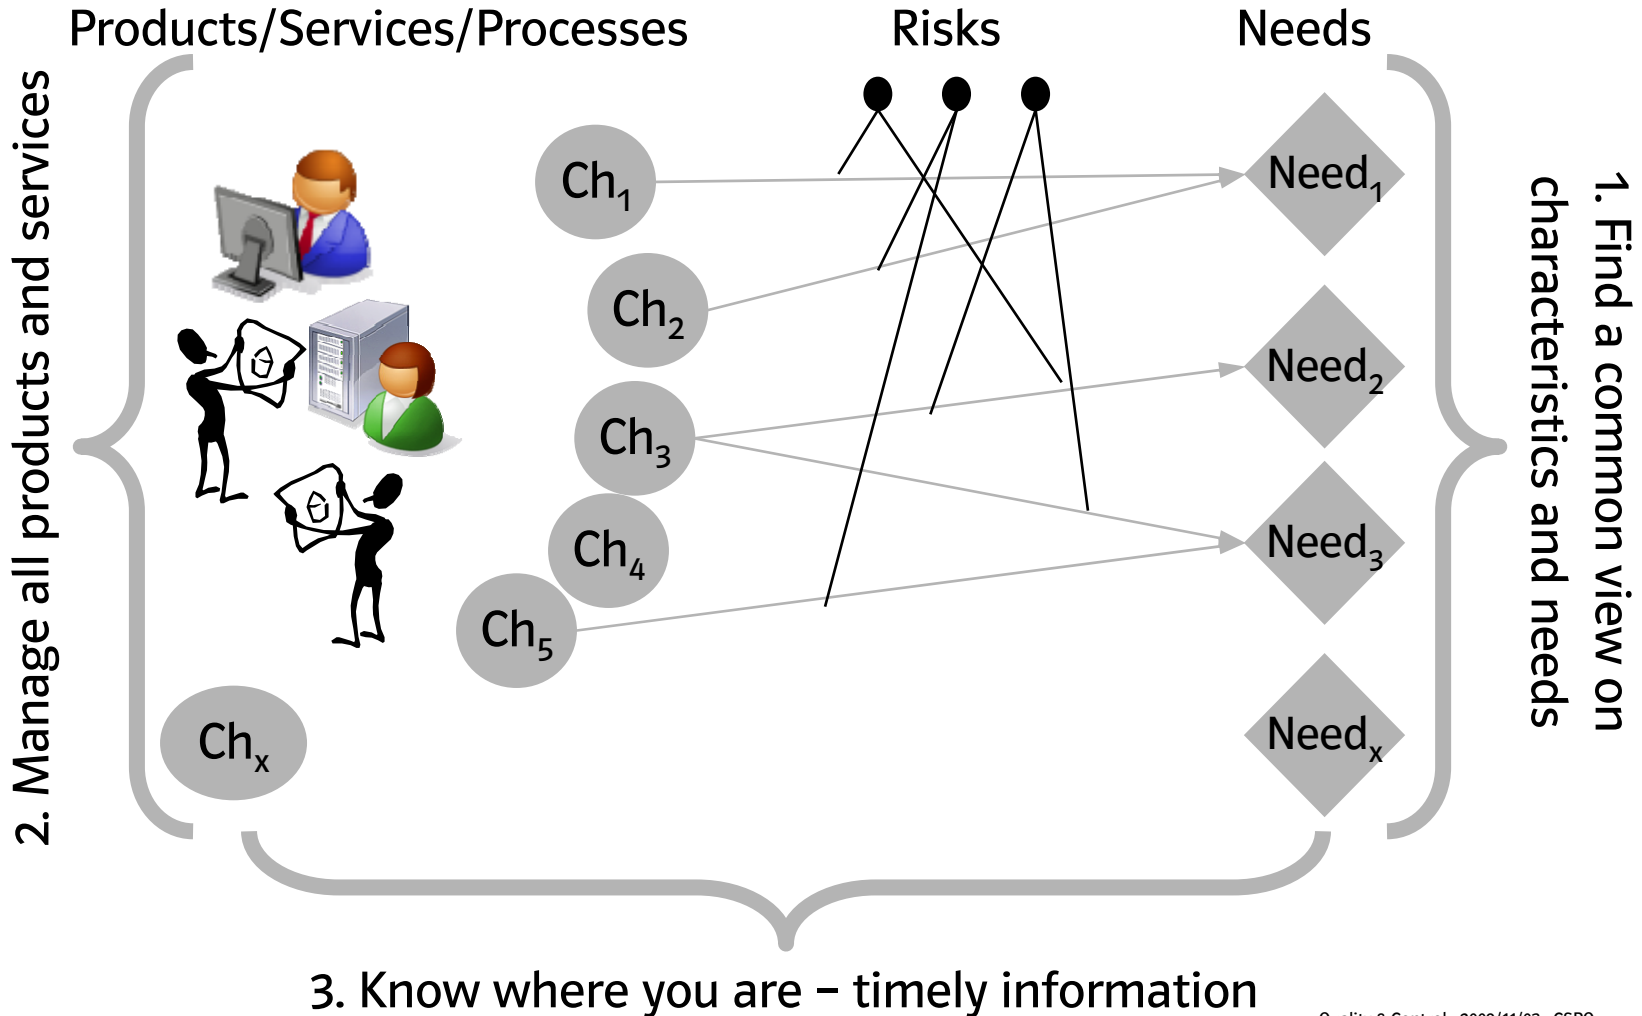 Products/Services/Processes
Risks
Needs
2. Manage all products and services
1. Find a common view on
characteristics and needs
Ch1
Need1
Ch2
Need2
Ch3
Ch4
Need3
Ch5
Chx
Needx
3. Know where you are – timely information